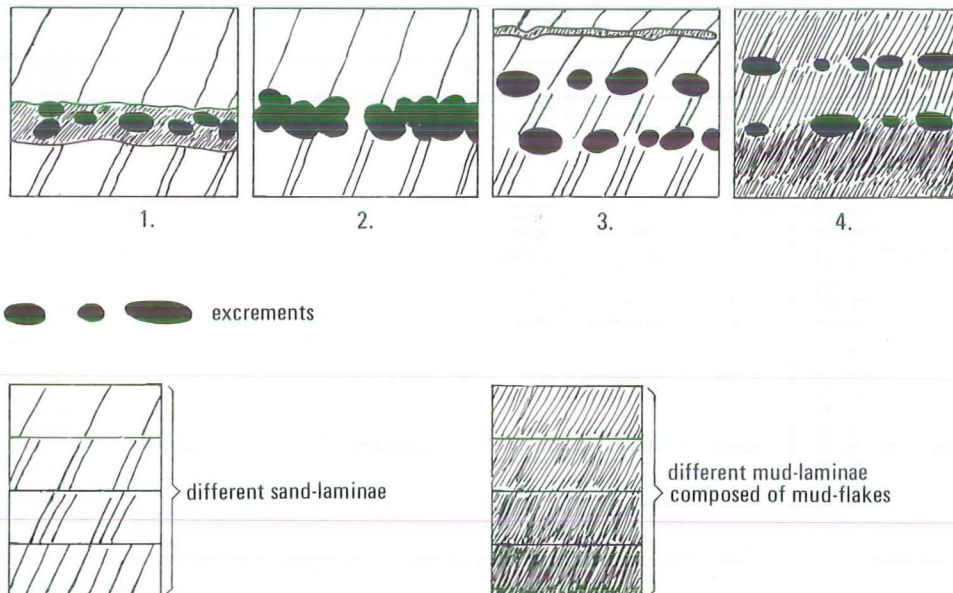 1.
2.
3.
4.
excrements
different sand-laminae
different mud-laminae
composed of mud-flakes